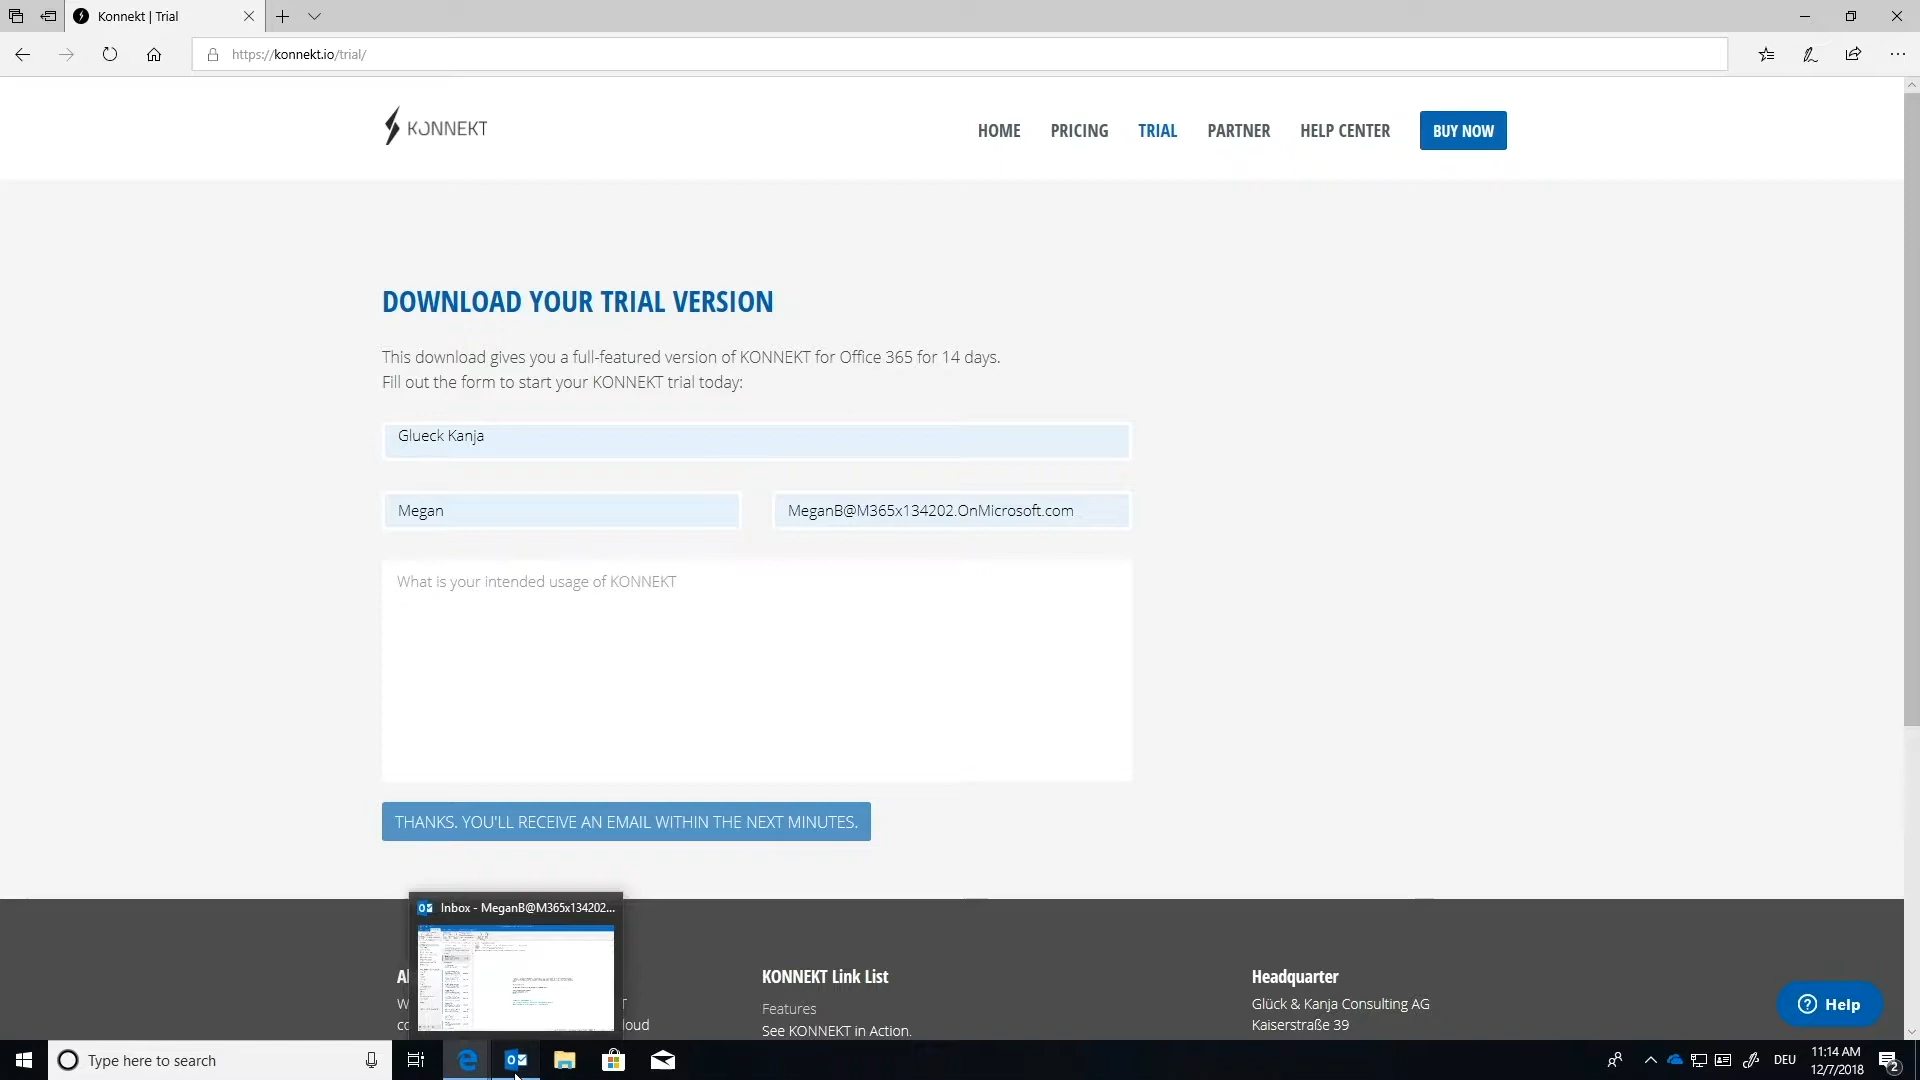 Konnekt | Trial
https://konnekt.io/trial/
KONNEKT
HOME PRICING TRIAL PARTNER HELP CENTER BUY NOW
DOWNLOAD YOUR TRIAL VERSION
This download gives you a full-featured version of KONNEKT for Office 365 for 14 days.
Fill out the form to start your KONNEKT trial today:
Glueck Kanja
Megan MeganB@M365x134202.OnMicrosoft.com
What is your intended usage of KONNEKT
THANKS. YOU'LL RECEIVE AN EMAIL WITHIN THE NEXT MINUTES.
Inbox - MeganB@M365x134202...
KONNEKT Link List
Features
See KONNEKT in Action.
Headquarter
Glück & Kanja Consulting AG
Kaiserstraße 39
Help
Type here to search
DEU
11:14 AM
12/7/2018
2